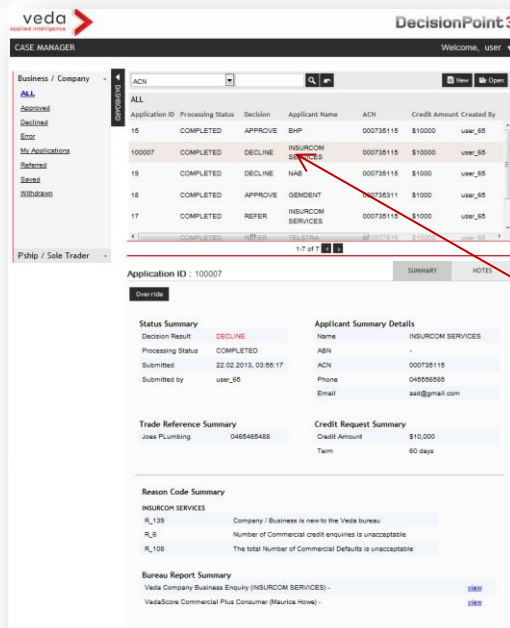 veda
applied intelligence
DecisionPoint 3
CASE MANAGER
Welcome, user
Business / Company
ALL
Approved
Declined
Error
My Applications
Referred
Saved
Withdrawn
P'ship / Sole Trader
DASHBOARD
ACN
New
Open
ALL
Application ID Processing Status Decision Applicant Name ACN Credit Amount Created By
15 COMPLETED APPROVE BHP 000735115 $10000 user_65
100007 COMPLETED DECLINE INSURCOM SERVICES 000735115 $10000 user_65
19 COMPLETED DECLINE NAB 000735115 $1000 user_65
18 COMPLETED APPROVE GEMDENT 000735311 $1000 user_65
17 COMPLETED REFER INSURCOM SERVICES 000735115 $1000 user_65
COMPLETED REFER TELSTRA $10000 user_65
1-7 of 7
Application ID : 100007
SUMMARY
NOTES
Override
Status Summary
Decision Result DECLINE
Processing Status COMPLETED
Submitted 22.02.2013, 03:55:17
Submitted by user_65
Applicant Summary Details
Name INSURCOM SERVICES
ABN -
ACN 000735115
Phone 045556565
Email asd@gmail.com
Trade Reference Summary
Joes PLumbing 0465465488
Credit Request Summary
Credit Amount $10,000
Term 60 days
Reason Code Summary
INSURCOM SERVICES
R_139 Company / Business is new to the Veda bureau
R_6 Number of Commercial credit enquiries is unacceptable
R_108 The total Number of Commercial Defaults is unacceptable
Bureau Report Summary
Veda Company Business Enquiry (INSURCOM SERVICES) - view
VedaScore Commercial Plus Consumer (Maurice Howe) - view